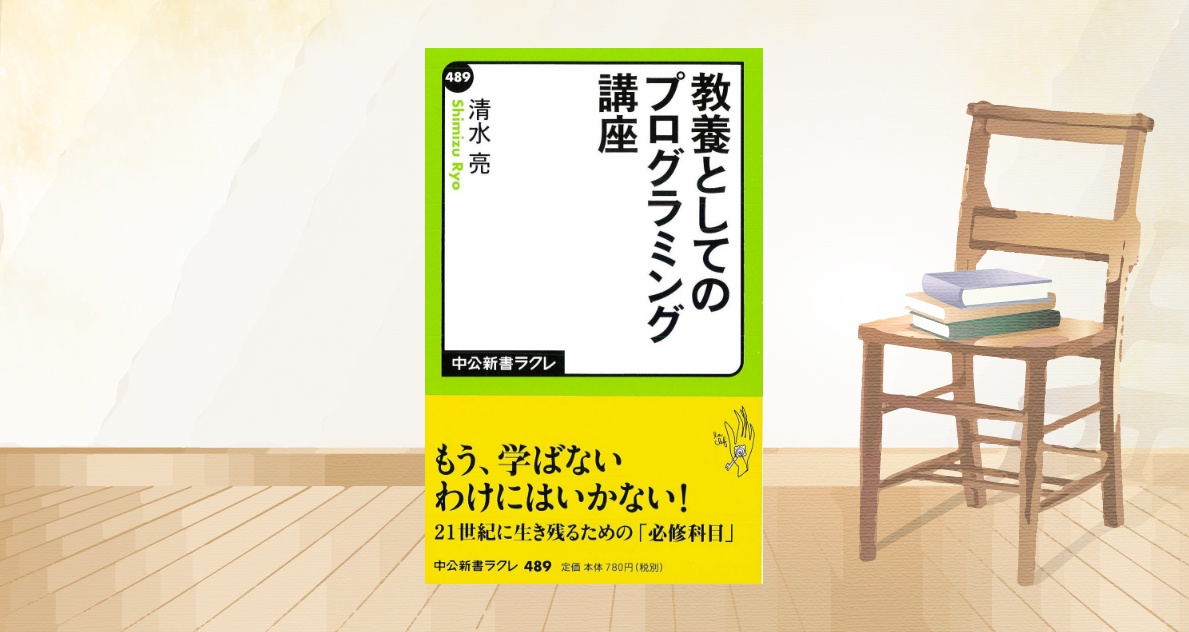 教養としての
プログラミング
講座
489
清水 亮
Shimizu Ryo
中公新書ラクレ
La Clef
もう、学ばない
わけにはいかない!
21世紀に生き残るための「必修科目」
中公新書ラクレ 489 定価 本体780円(税別)